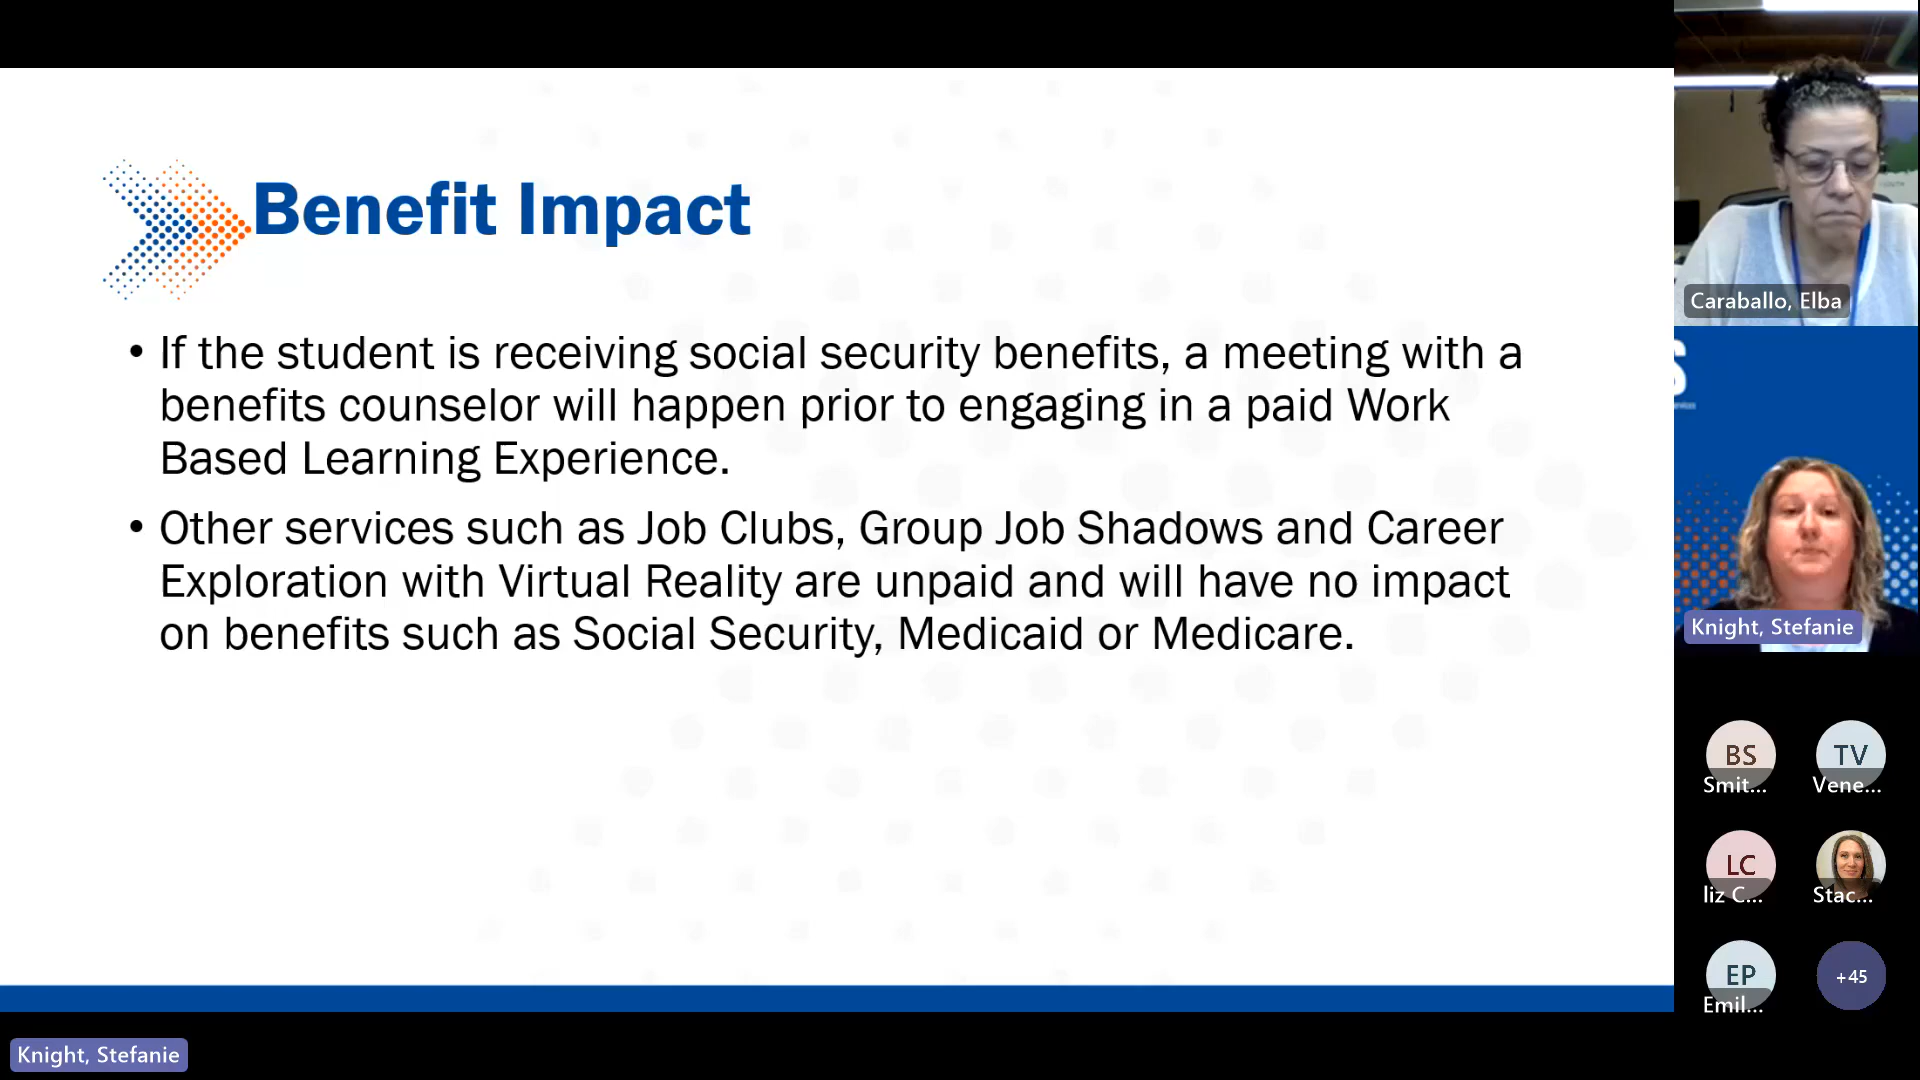 Benefit Impact
• If the student is receiving social security benefits, a meeting with a
benefits counselor will happen prior to engaging in a paid Work
Based Learning Experience.
• Other services such as Job Clubs, Group Job Shadows and Career
Exploration with Virtual Reality are unpaid and will have no impact
on benefits such as Social Security, Medicaid or Medicare.
Caraballo, Elba
S
Knight, Stefanie
BS
Smit...
TV
Vene...
LC
liz C...
Stac...
EP
Emil...
+45
Knight, Stefanie